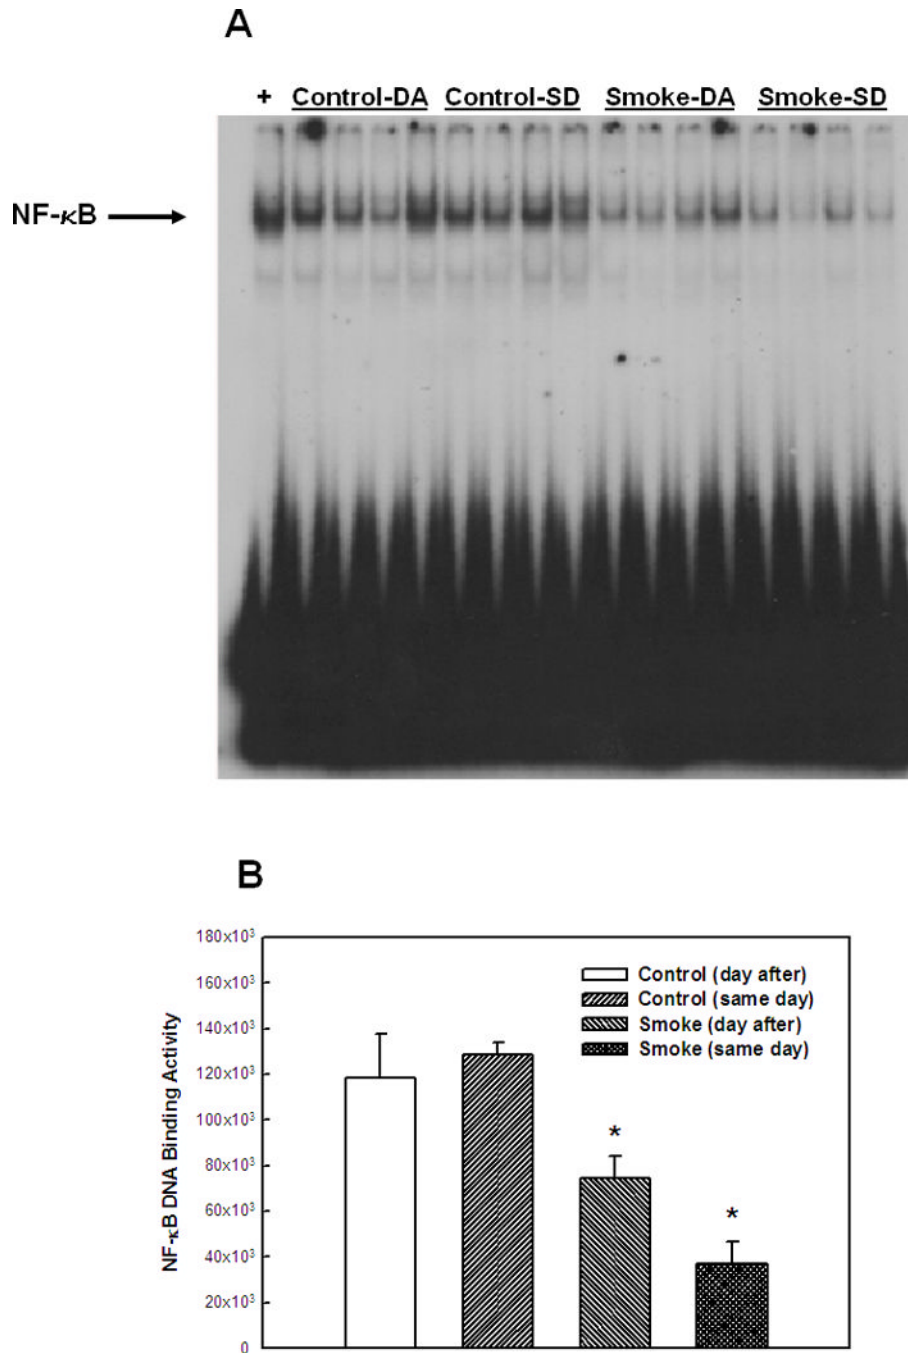 A
+ Control-DA Control-SD Smoke-DA Smoke-SD
NF-κB
B
180x10³
160x10³
140x10³
120x10³
100x10³
80x10³
60x10³
40x10³
20x10³
0
NF-κB DNA Binding Activity
Control (day after)
Control (same day)
Smoke (day after)
Smoke (same day)
*
*